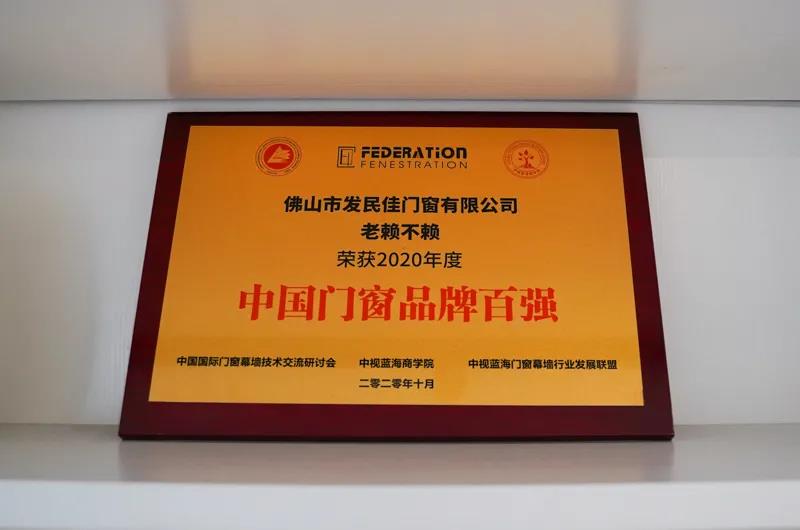 FEDERATION
FENESTRATION
佛山市发民佳门窗有限公司
老赖不赖
荣获2020年度
中国门窗品牌百强
中国国际门窗幕墙技术交流研讨会 中视蓝海商学院 中视蓝海门窗幕墙行业发展联盟
二零二零年十月